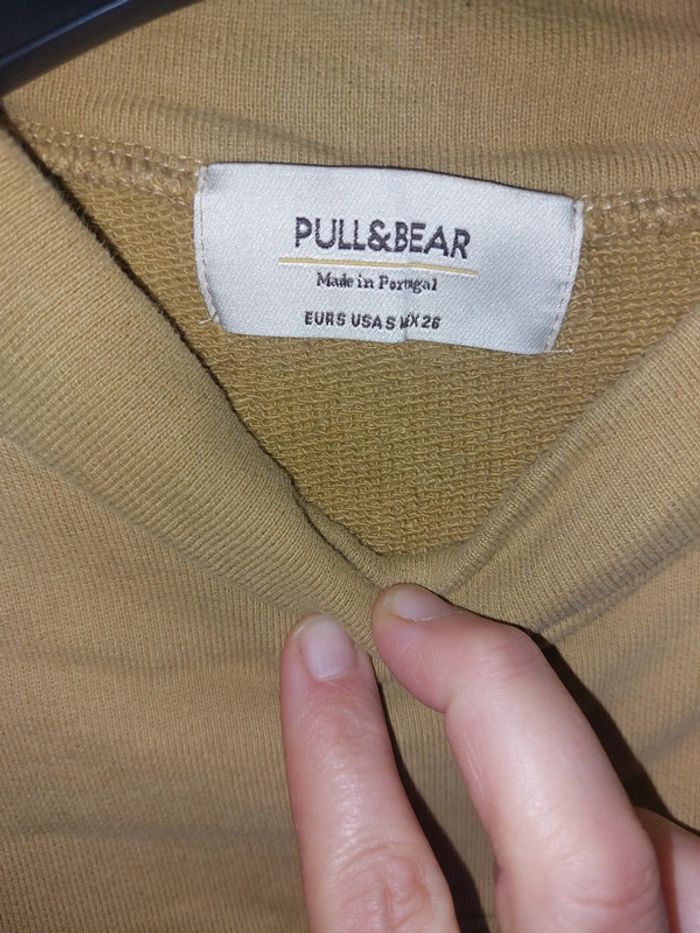 PULL&BEAR
Made in Portugal
EUR S USA S MX 26